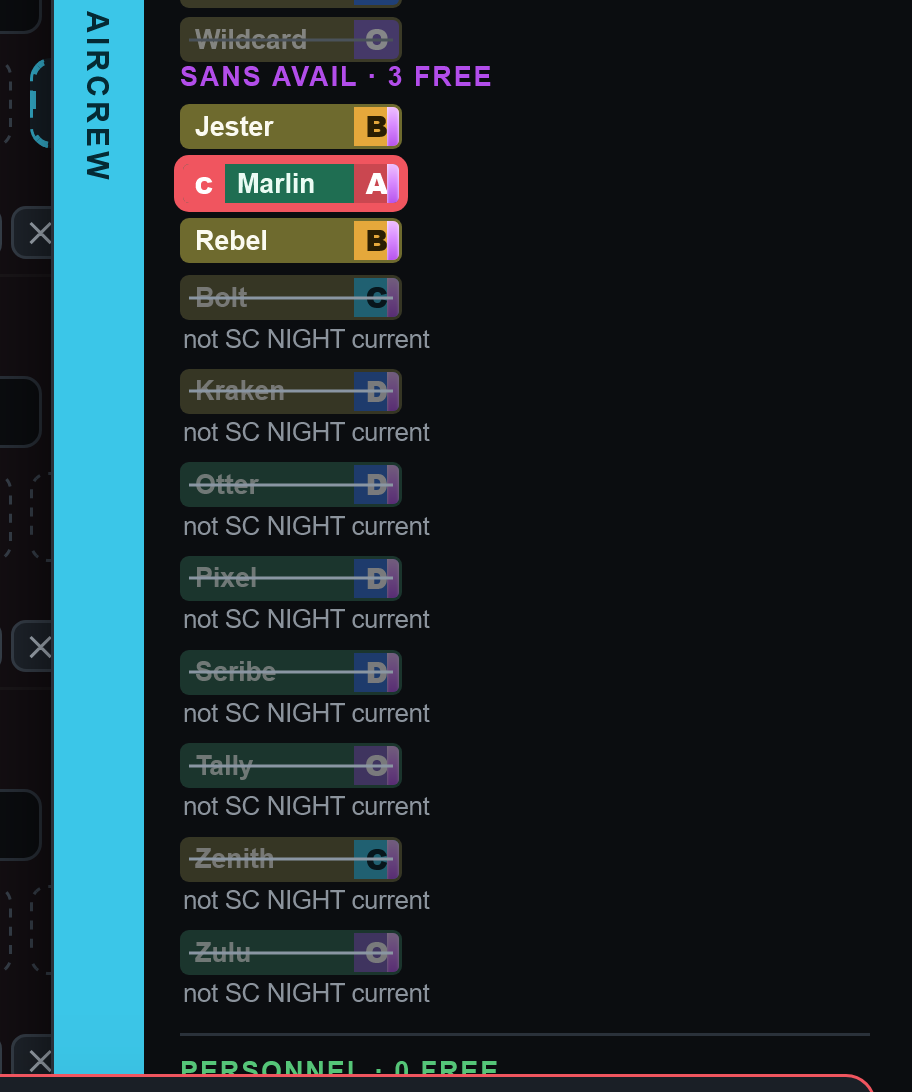 AIRCREW
Wildcard O
SANS AVAIL · 3 FREE
Jester B
C Marlin A
Rebel B
Bolt C
not SC NIGHT current
Kraken D
not SC NIGHT current
Otter D
not SC NIGHT current
Pixel D
not SC NIGHT current
Scribe D
not SC NIGHT current
Tally O
not SC NIGHT current
Zenith C
not SC NIGHT current
Zulu O
not SC NIGHT current
PERSONNEL · 0 FREE